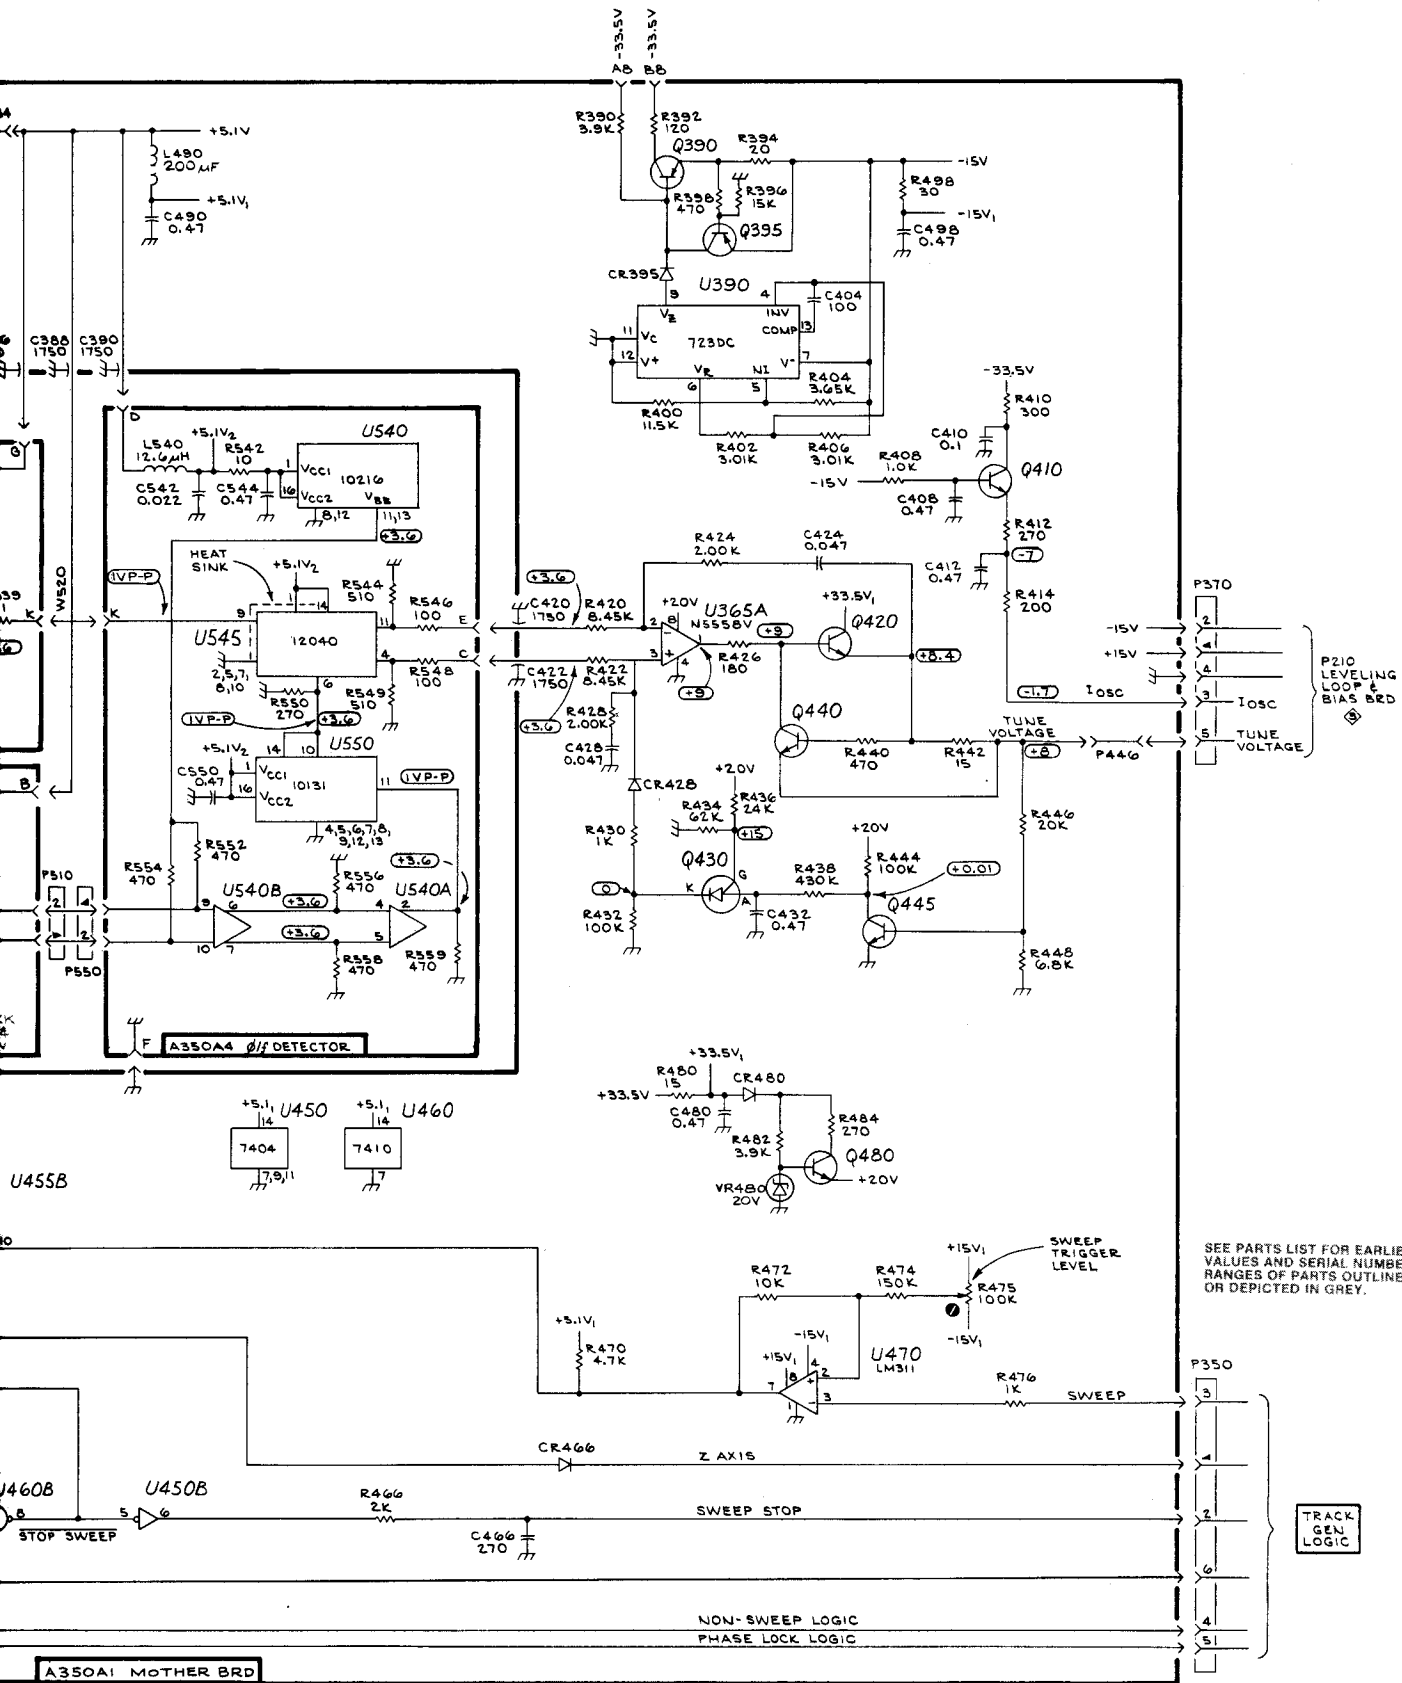 -33.5V
-33.5V
A8
B8
R390
3.9K
R392
120
Q390
R394
20
-15V
R398
470
R396
15K
R498
30
-15V₁
Q395
C498
0.47
+5.1V
L490
200µF
+5.1V₁
C490
0.47
CR395
U390
9
4
C404
100
VZ
INV
COMP
13
11
VC
723DC
12
V+
7
V-
VR
NI
6
5
R404
3.65K
R400
11.5K
R402
3.01K
R406
3.01K
-33.5V
R410
300
C410
0.1
R408
1.0K
-15V
Q410
C408
0.47
R412
270
-7
C412
0.47
R414
200
C388
1750
C390
1750
D
G
L540
12.6µH
+5.1V₂
R542
10
U540
1
VCC1
10216
16
VCC2
VBB
C542
0.022
C544
0.47
8,12
11,13
+3.6
HEAT
SINK
1VP-P
+5.1V₂
1
14
R544
510
R546
100
E
W520
K
K
9
11
U545
12040
4
2,5,7,
8,10
6
R548
100
C
R549
510
R550
270
1VP-P
+3.6
U550
14
10
+5.1V₂
C550
0.47
1
VCC1
10131
11
16
VCC2
1VP-P
4,5,6,7,8,
9,12,13
B
R552
470
R554
470
P510
2
4
2
P550
U540B
9
6
10
7
+3.6
+3.6
R556
470
R558
470
U540A
+3.6
4
2
5
R559
470
F
A350A4 Ø/ƒ DETECTOR
+3.6
C420
1750
R420
8.45K
C422
1750
R422
8.45K
+3.6
R424
2.00K
C424
0.047
+20V
U365A
N5558V
2
8
3
4
+9
R426
180
+9
+33.5V₁
Q420
+8.4
R428
2.00K
C428
0.047
Q440
R440
470
R442
15
TUNE
VOLTAGE
+8
P446
-1.7
IOSC
P370
2
-15V
+15V
4
3
IOSC
5
TUNE
VOLTAGE
P210
LEVELING
LOOP &
BIAS BRD
CR428
+20V
R434
62K
R436
24K
+15
R430
1K
Q430
K
G
A
0
R432
100K
C432
0.47
R438
430K
+20V
R444
100K
+0.01
Q445
R446
20K
R448
6.8K
+33.5V₁
R480
15
+33.5V
CR480
C480
0.47
R482
3.9K
R484
270
Q480
+20V
VR480
20V
+5.1₁
U450
14
7404
7,9,11
+5.1₁
U460
14
7410
7
U455B
SWEEP
TRIGGER
LEVEL
+15V₁
R475
100K
-15V₁
R472
10K
R474
150K
+5.1V₁
R470
4.7K
-15V₁
+15V₁
4
8
U470
LM311
2
7
1
3
R476
1K
SWEEP
SEE PARTS LIST FOR EARLIE
VALUES AND SERIAL NUMBE
RANGES OF PARTS OUTLINE
OR DEPICTED IN GREY.
P350
3
CR466
Z AXIS
U460B
8
STOP SWEEP
5
U450B
6
R466
2K
C466
270
SWEEP STOP
2
TRACK
GEN
LOGIC
6
NON-SWEEP LOGIC
4
PHASE LOCK LOGIC
51
A350A1 MOTHER BRD